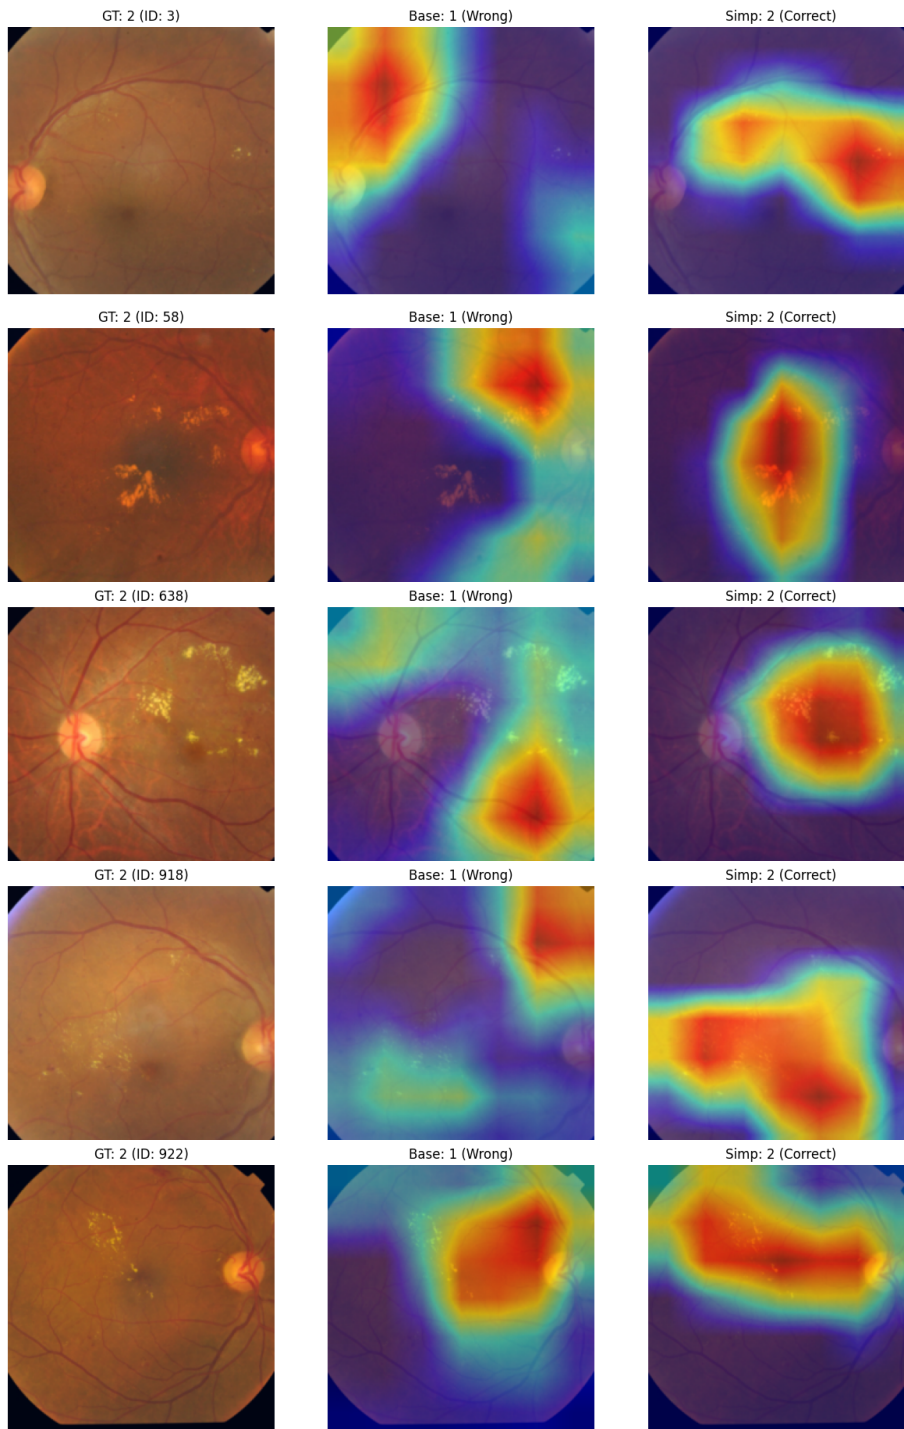 GT: 2 (ID: 3)
Base: 1 (Wrong)
Simp: 2 (Correct)
GT: 2 (ID: 58)
Base: 1 (Wrong)
Simp: 2 (Correct)
GT: 2 (ID: 638)
Base: 1 (Wrong)
Simp: 2 (Correct)
GT: 2 (ID: 918)
Base: 1 (Wrong)
Simp: 2 (Correct)
GT: 2 (ID: 922)
Base: 1 (Wrong)
Simp: 2 (Correct)